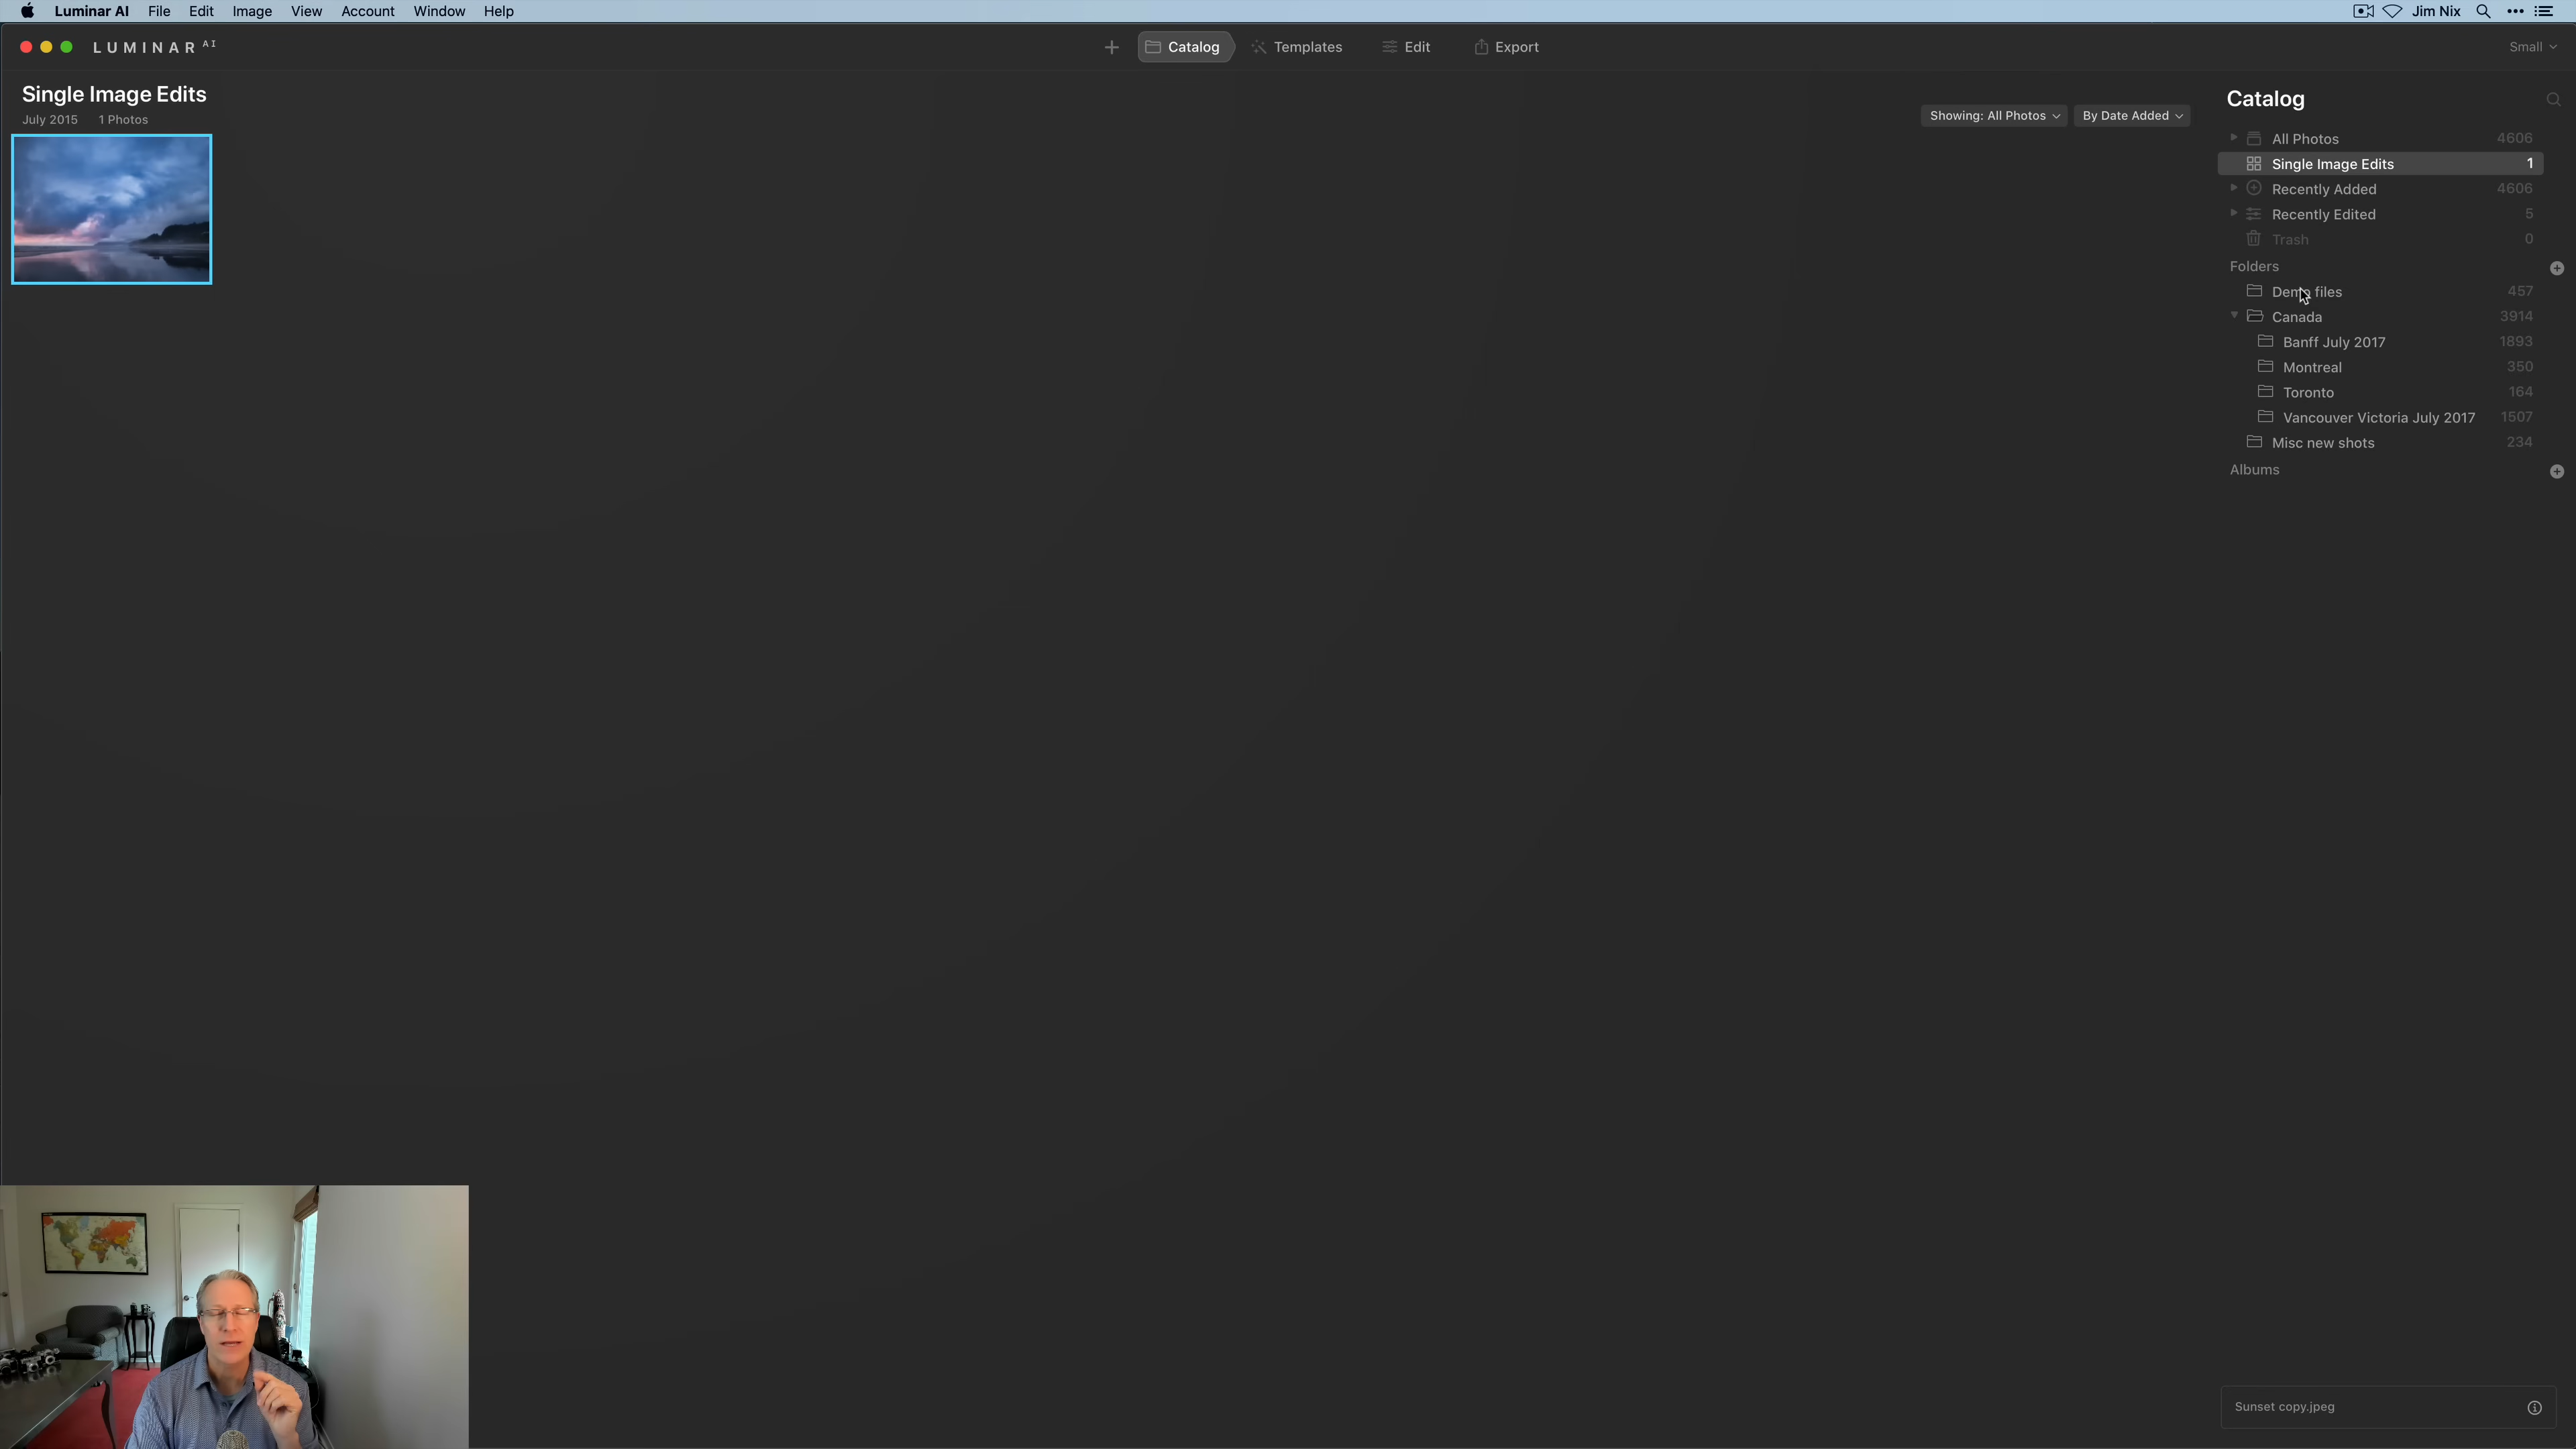 Luminar AI File Edit Image View Account Window Help Jim Nix
LUMINAR AI Catalog Templates Edit Export Small
Single Image Edits
July 2015 1 Photos
Showing: All Photos By Date Added
Catalog
All Photos 4606
Single Image Edits 1
Recently Added 4606
Recently Edited 5
Trash 0
Folders
Demo files 457
Canada 3914
Banff July 2017 1893
Montreal 350
Toronto 164
Vancouver Victoria July 2017 1507
Misc new shots 234
Albums
Sunset copy.jpeg